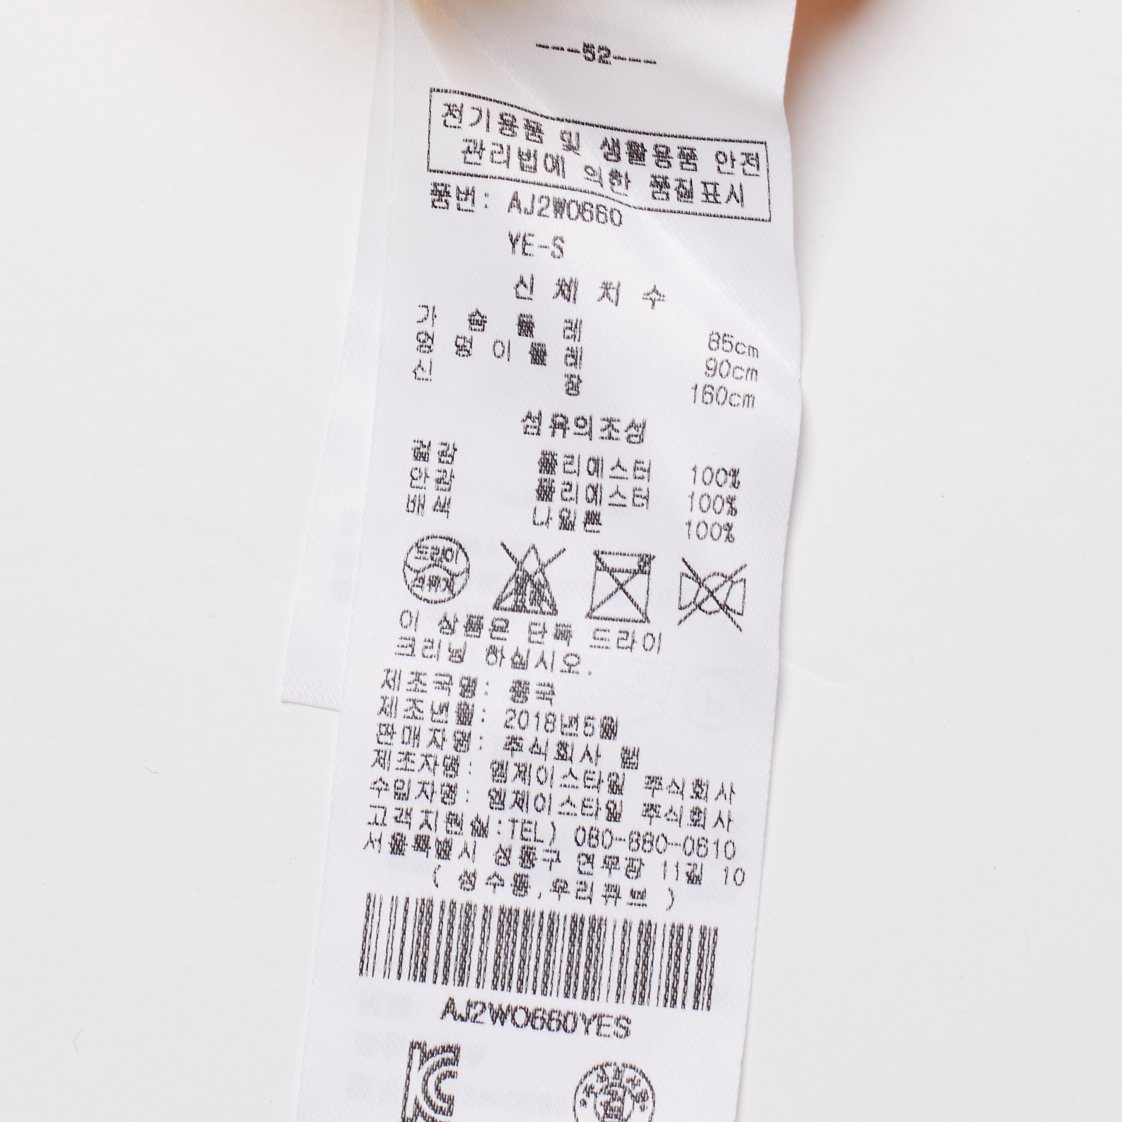 ---52---
전기용품 및 생활용품 안전
관리법에 의한 품질표시
품번: AJ2WO660
YE-S
신 체 치 수
가 슴 둘 레 85cm
엉 덩 이 둘 레 90cm
신 장 160cm
섬유의조성
겉감 폴리에스터 100%
안감 폴리에스터 100%
배색 나일론 100%
드라이
석유계
이 상품은 단독 드라이
크리닝 하십시오.
제조국명: 중국
제조년월: 2018년6월
판매자명: 주식회사 범
제조자명: 엠제이스타일 주식회사
수입자명: 엠제이스타일 주식회사
고객지원실:TEL) 080-880-0610
서울특별시 성동구 연무장 11길 10
( 성수동,우리큐브 )
AJ2WO660YES